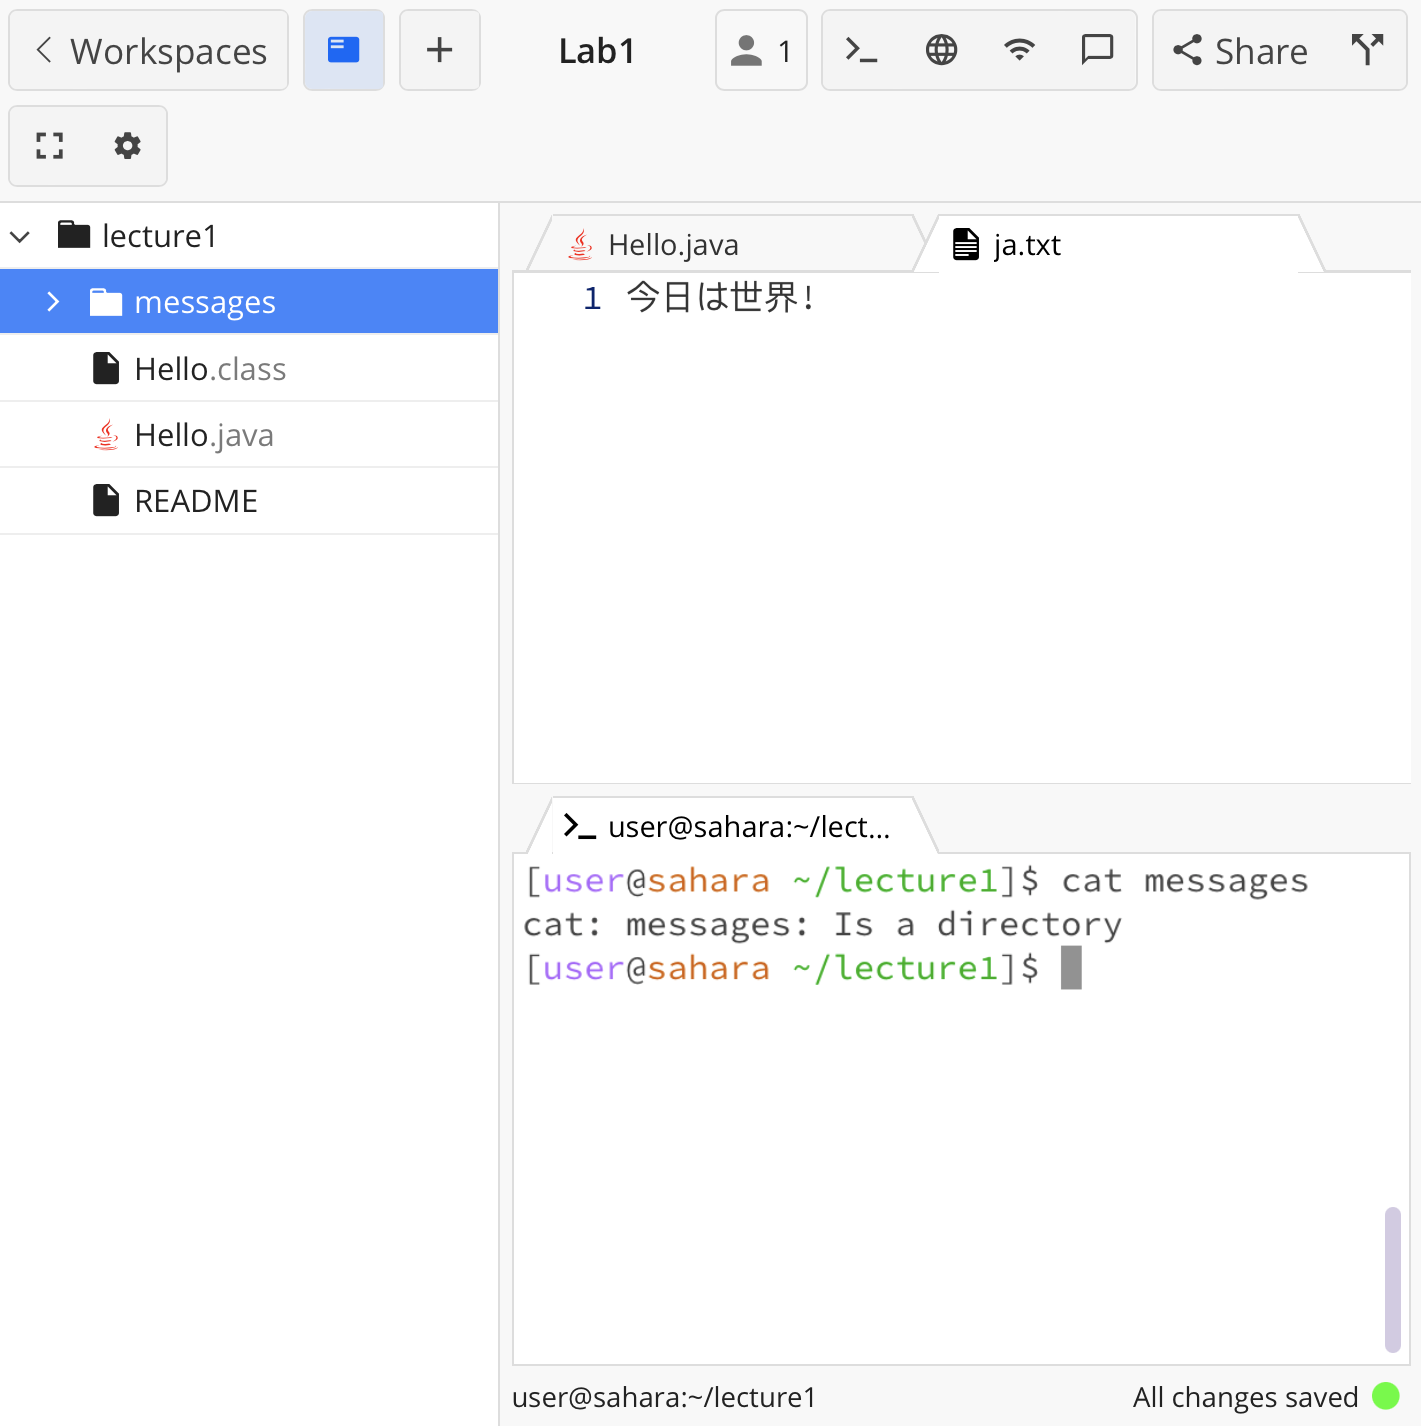 Workspaces
Lab1
1
Share
lecture1
messages
Hello.class
Hello.java
README
Hello.java
ja.txt
1 今日は世界!
user@sahara:~/lect...
[user@sahara ~/lecture1]$ cat messages
cat: messages: Is a directory
[user@sahara ~/lecture1]$
user@sahara:~/lecture1
All changes saved